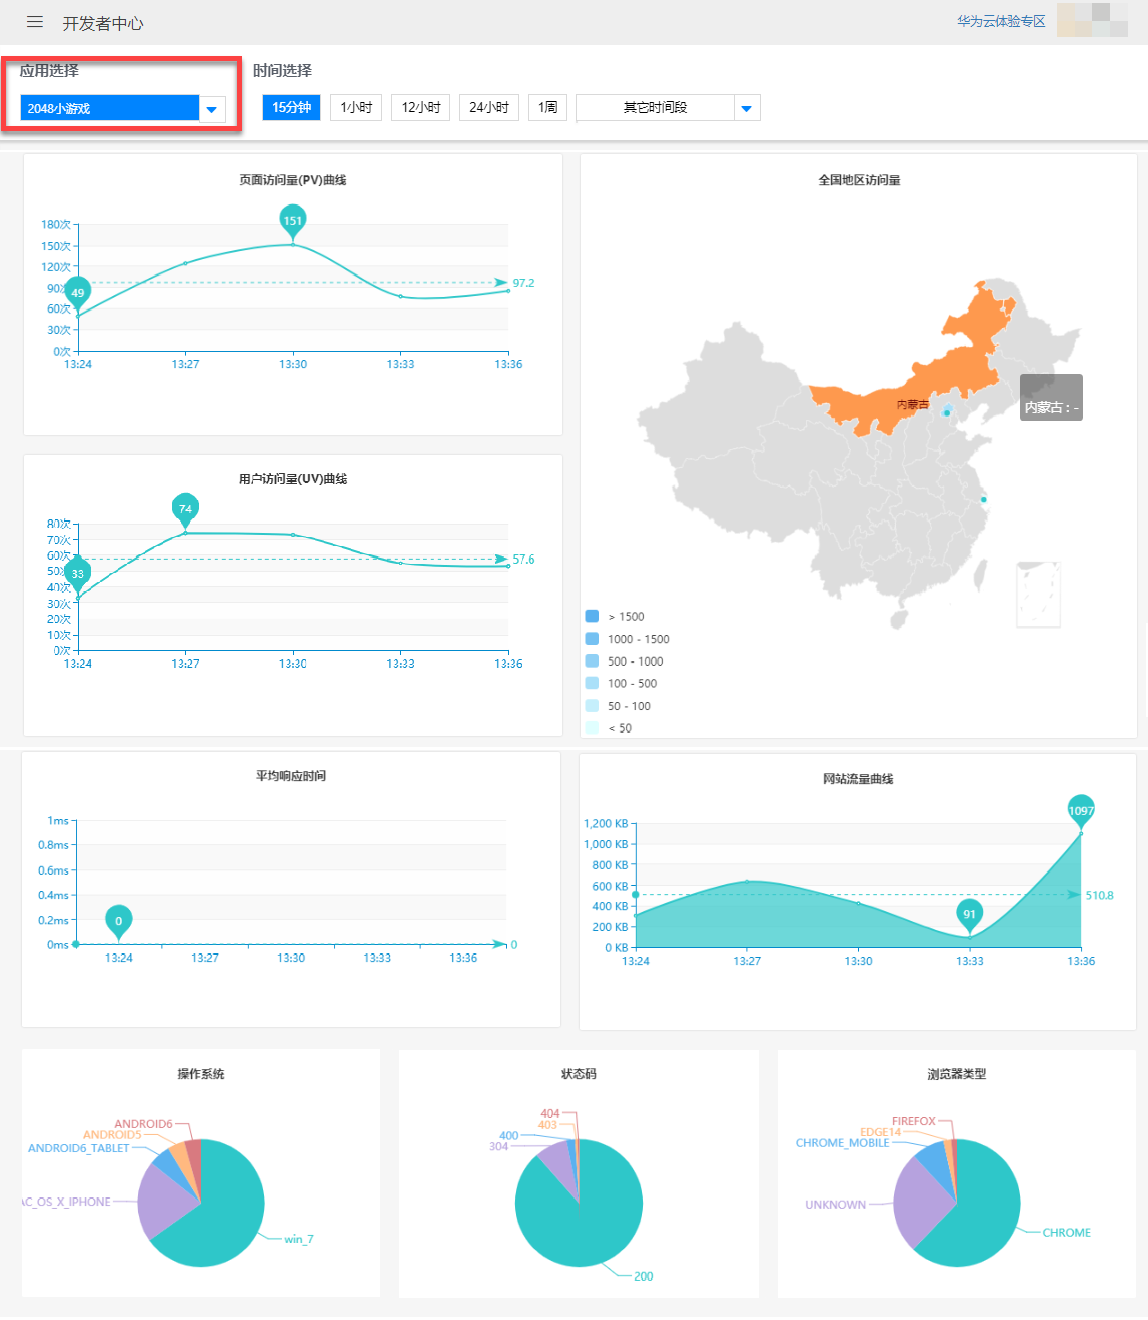 开发者中心
华为云体验专区
应用选择
时间选择
2048小游戏
15分钟
1小时
12小时
24小时
1周
其它时间段
页面访问量(PV)曲线
180次
150次
120次
90次
60次
30次
0次
151
49
97.2
13:24
13:27
13:30
13:33
13:36
全国地区访问量
内蒙古
内蒙古 : -
> 1500
1000 - 1500
500 - 1000
100 - 500
50 - 100
< 50
用户访问量(UV)曲线
80次
70次
60次
50次
40次
30次
20次
10次
0次
74
33
57.6
13:24
13:27
13:30
13:33
13:36
平均响应时间
1ms
0.8ms
0.6ms
0.4ms
0.2ms
0ms
0
0
13:24
13:27
13:30
13:33
13:36
网站流量曲线
1,200 KB
1,000 KB
800 KB
600 KB
400 KB
200 KB
0 KB
1097
91
510.8
13:24
13:27
13:30
13:33
13:36
操作系统
ANDROID6
ANDROID5
ANDROID6_TABLET
AC_OS_X_IPHONE
win_7
状态码
404
403
400
304
200
浏览器类型
FIREFOX
EDGE14
CHROME_MOBILE
UNKNOWN
CHROME